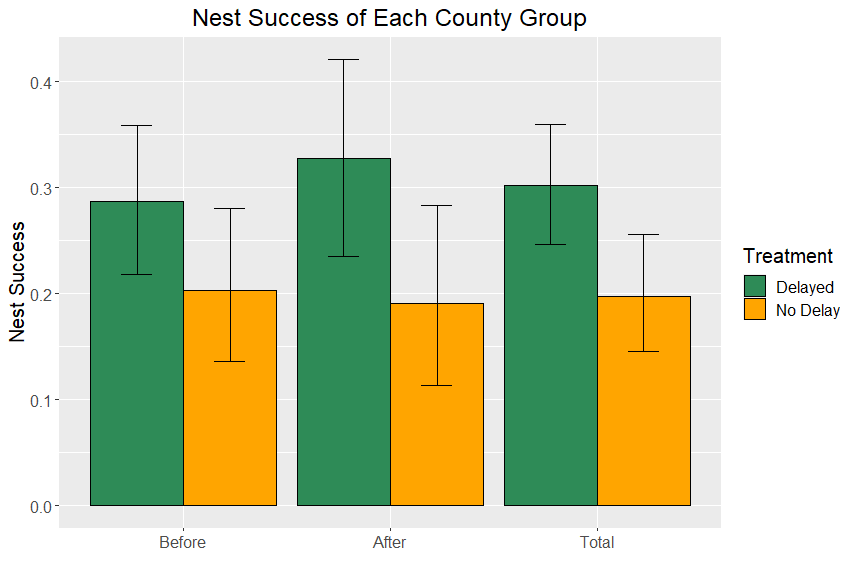 Nest Success of Each County Group
Nest Success
0.4
0.3
0.2
0.1
0.0
Before
After
Total
Treatment
Delayed
No Delay